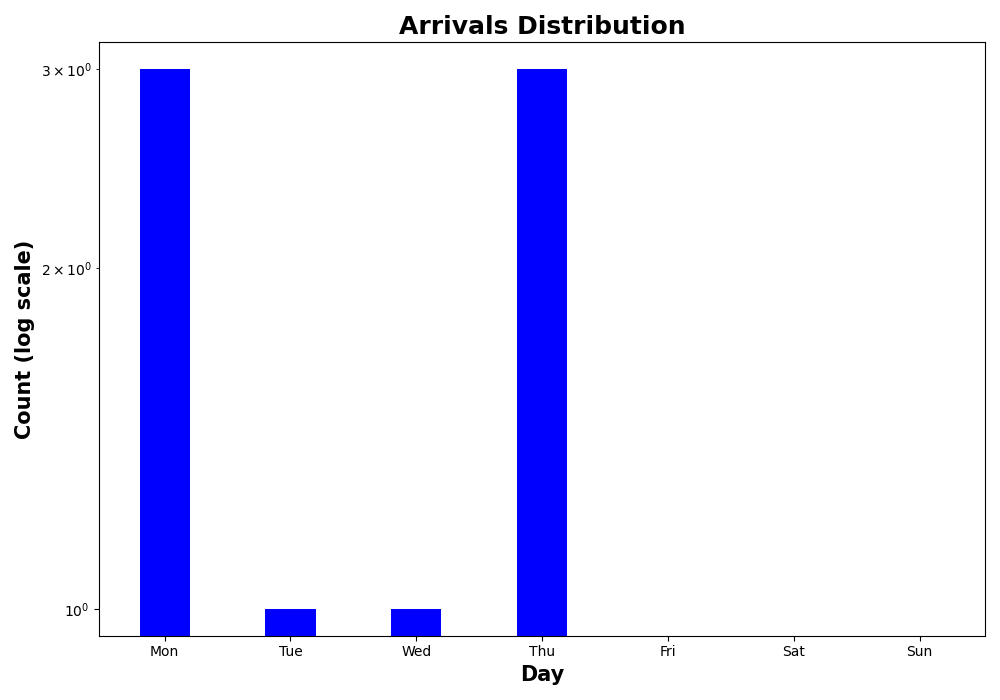 Arrivals Distribution
3 × 10⁰
2 × 10⁰
10⁰
Count (log scale)
Mon Tue Wed Thu Fri Sat Sun
Day